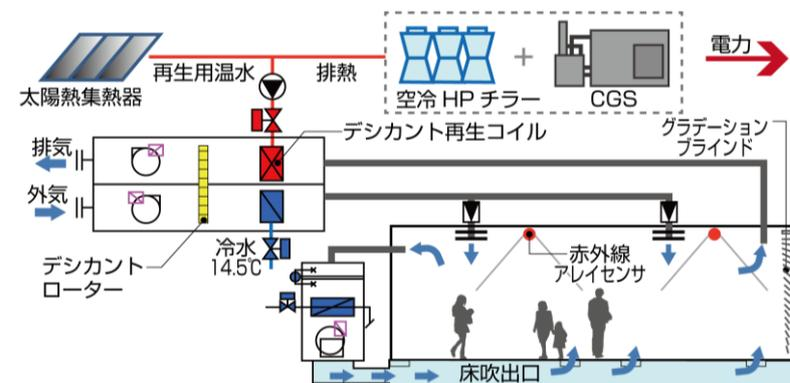 太陽熱集熱器
再生用温水
排熱
空冷HPチラー
+
CGS
電力
グラデーション
ブラインド
デシカント再生コイル
排気
外気
デシカント
ローター
冷水
14.5℃
赤外線
アレイセンサ
床吹出口